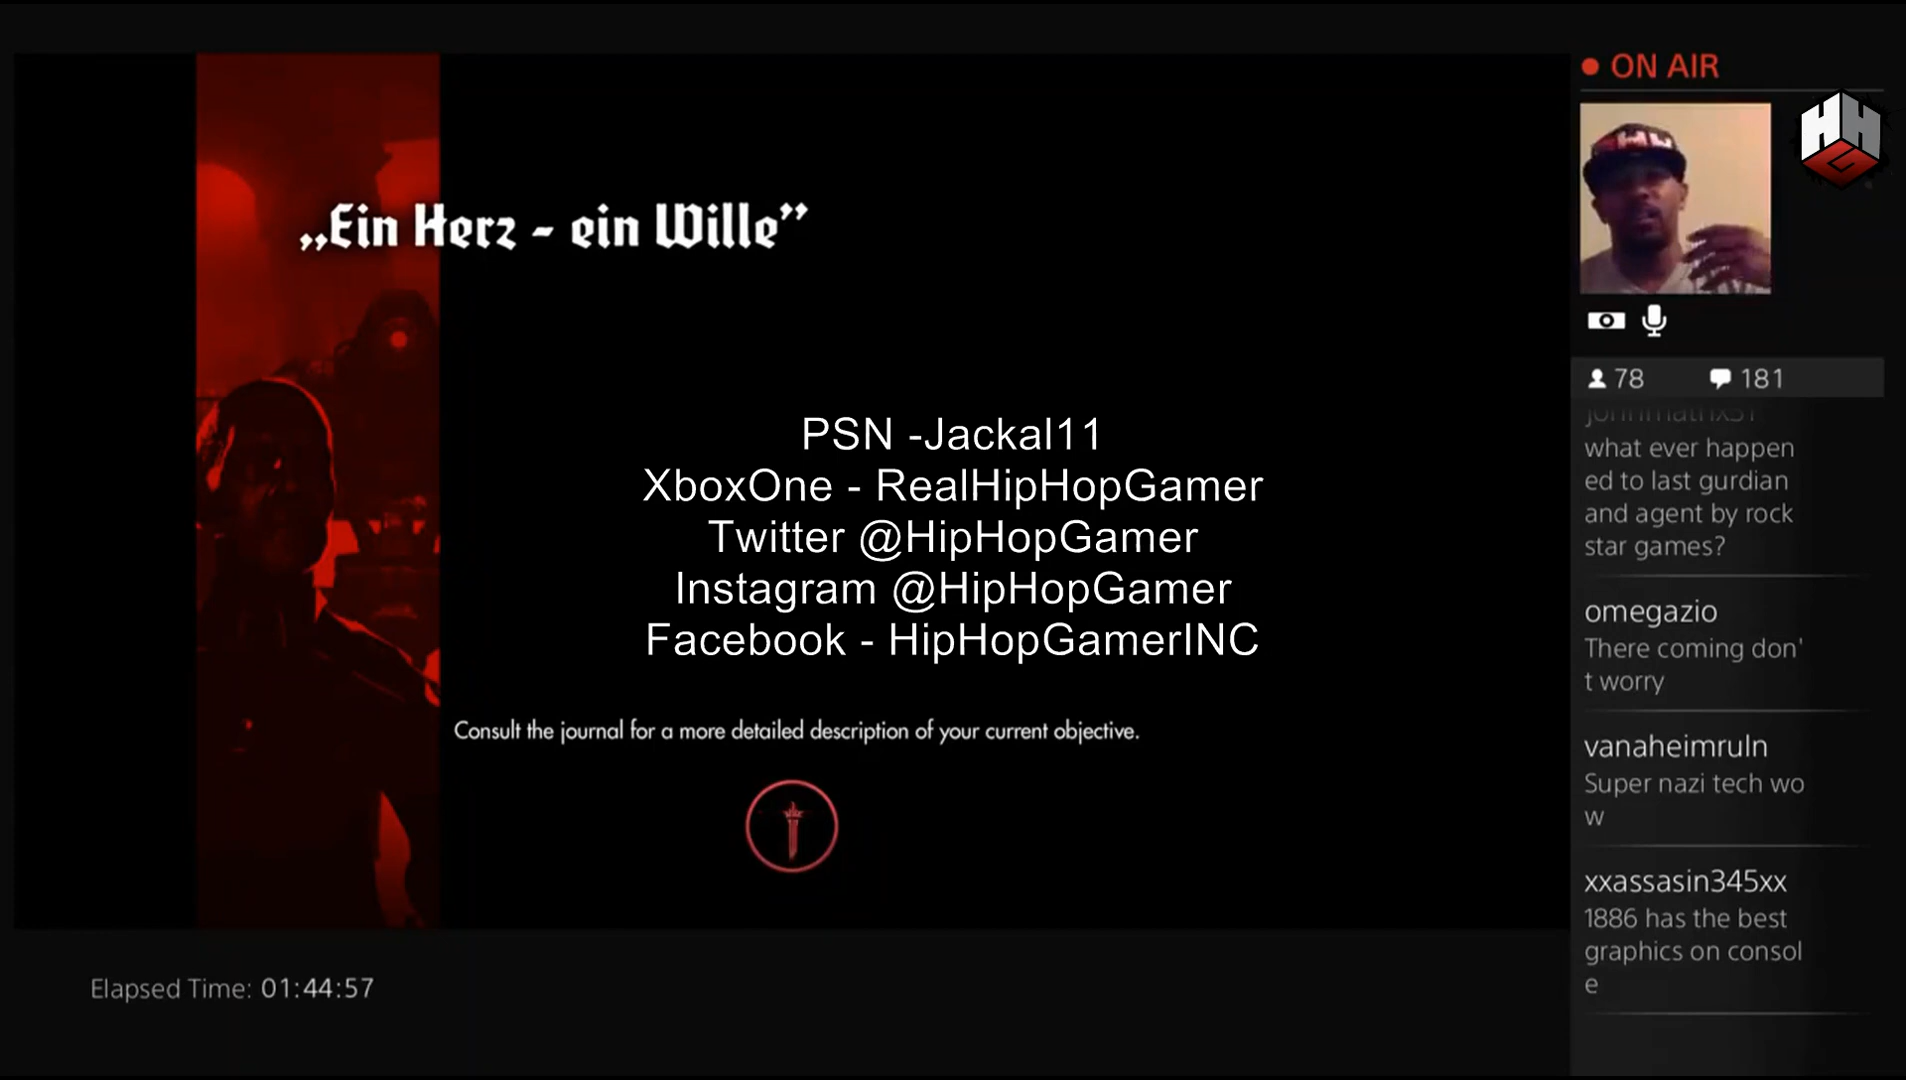 ON AIR
HHG
„Ein Herz - ein Wille”
78 181
PSN -Jackal11
XboxOne - RealHipHopGamer
Twitter @HipHopGamer
Instagram @HipHopGamer
Facebook - HipHopGamerINC
Consult the journal for a more detailed description of your current objective.
Elapsed Time: 01:44:57
what ever happen
ed to last gurdian
and agent by rock
star games?
omegazio
There coming don'
t worry
vanaheimruln
Super nazi tech wo
w
xxassasin345xx
1886 has the best
graphics on consol
e